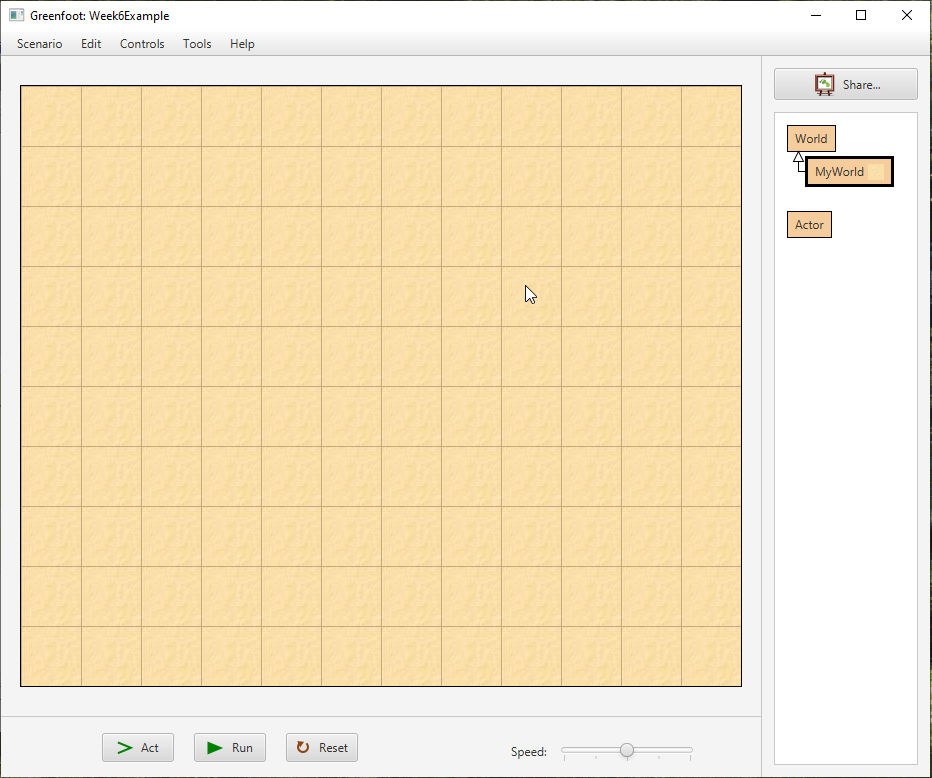 Greenfoot: Week6Example
Scenario Edit Controls Tools Help
Share...
World
MyWorld
Actor
Act Run Reset Speed: